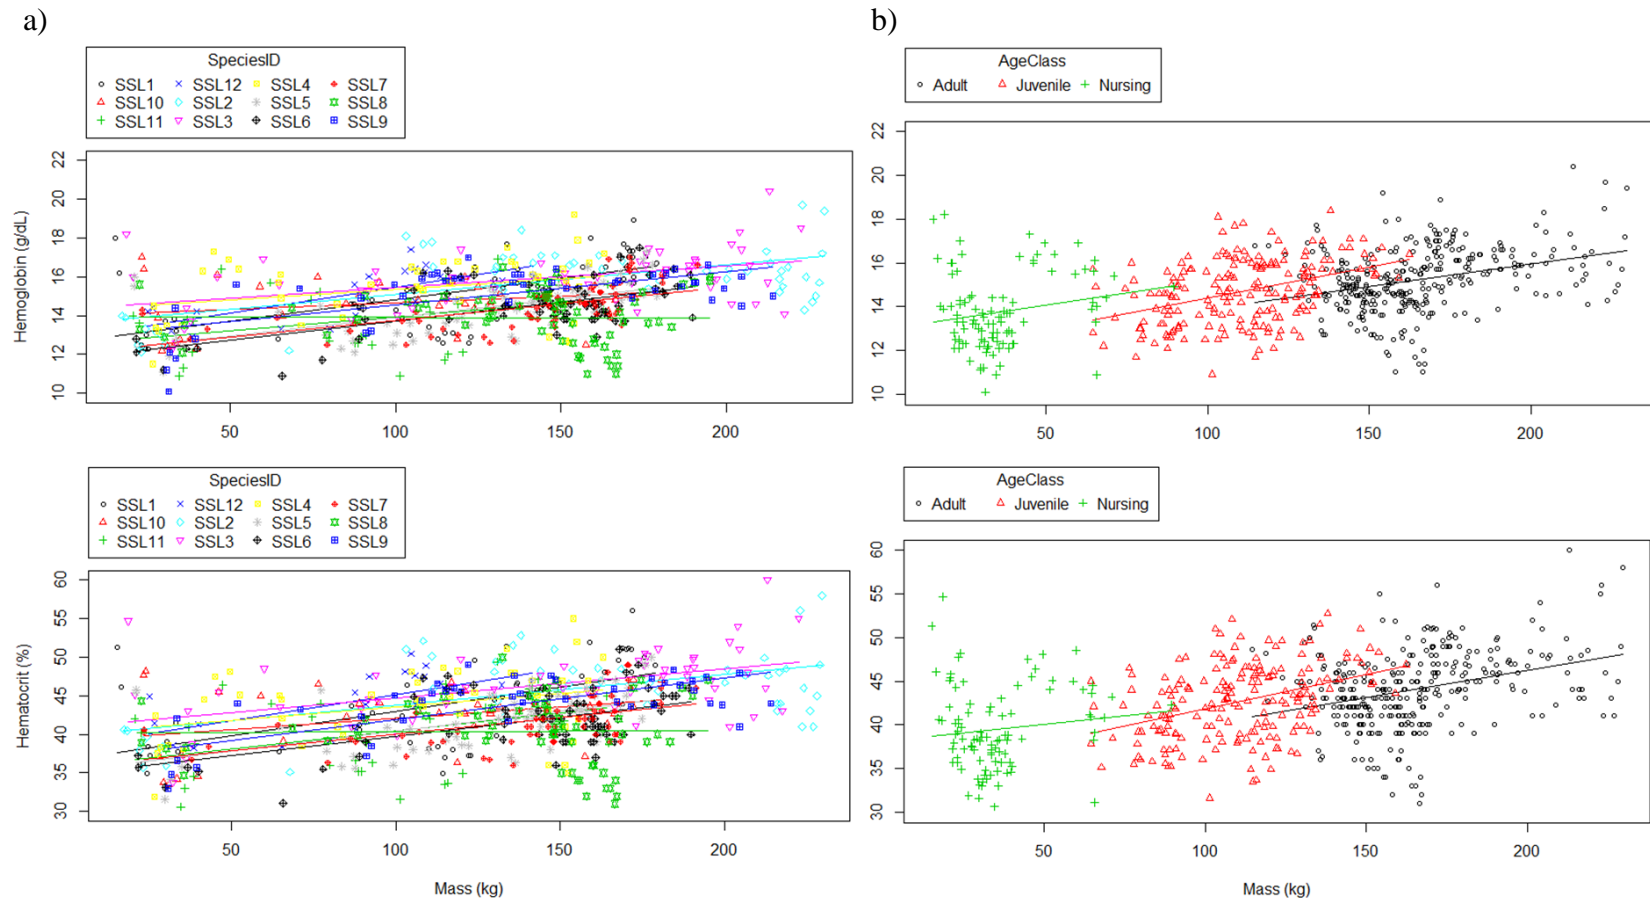 a)
b)
SpeciesID
SSL1 SSL12 SSL4 SSL7
SSL10 SSL2 SSL5 SSL8
SSL11 SSL3 SSL6 SSL9
AgeClass
Adult Juvenile Nursing
Hemoglobin (g/dL)
22
20
18
16
14
12
10
50 100 150 200
22
20
18
16
14
12
10
50 100 150 200
SpeciesID
SSL1 SSL12 SSL4 SSL7
SSL10 SSL2 SSL5 SSL8
SSL11 SSL3 SSL6 SSL9
AgeClass
Adult Juvenile Nursing
Hematocrit (%)
60
55
50
45
40
35
30
50 100 150 200
Mass (kg)
60
55
50
45
40
35
30
50 100 150 200
Mass (kg)